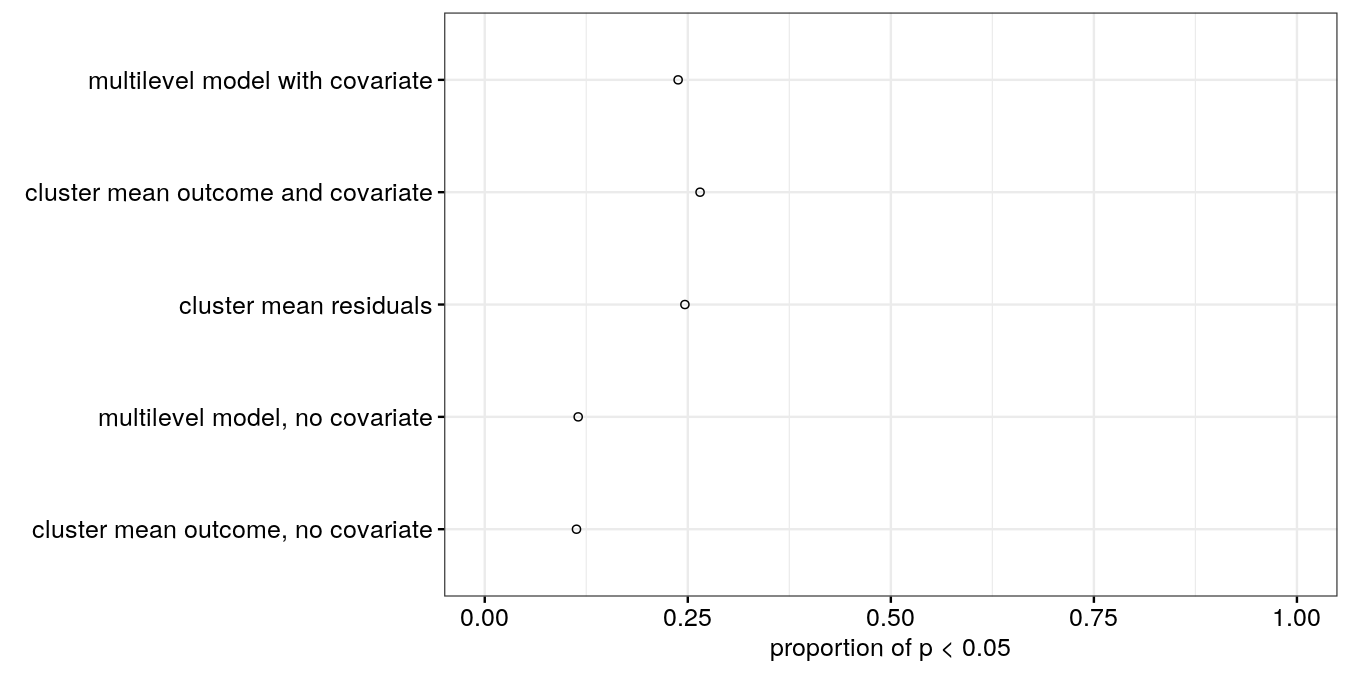 multilevel model with covariate
cluster mean outcome and covariate
cluster mean residuals
multilevel model, no covariate
cluster mean outcome, no covariate
0.00 0.25 0.50 0.75 1.00
proportion of p < 0.05